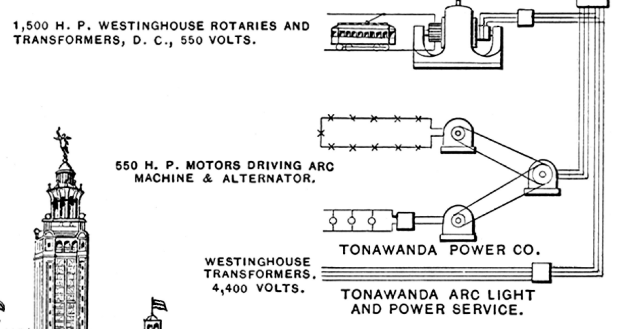 1,500 H. P. WESTINGHOUSE ROTARIES AND
TRANSFORMERS, D. C., 550 VOLTS.
550 H. P. MOTORS DRIVING ARC
MACHINE & ALTERNATOR.
TONAWANDA POWER CO.
WESTINGHOUSE
TRANSFORMERS.
4,400 VOLTS.
TONAWANDA ARC LIGHT
AND POWER SERVICE.